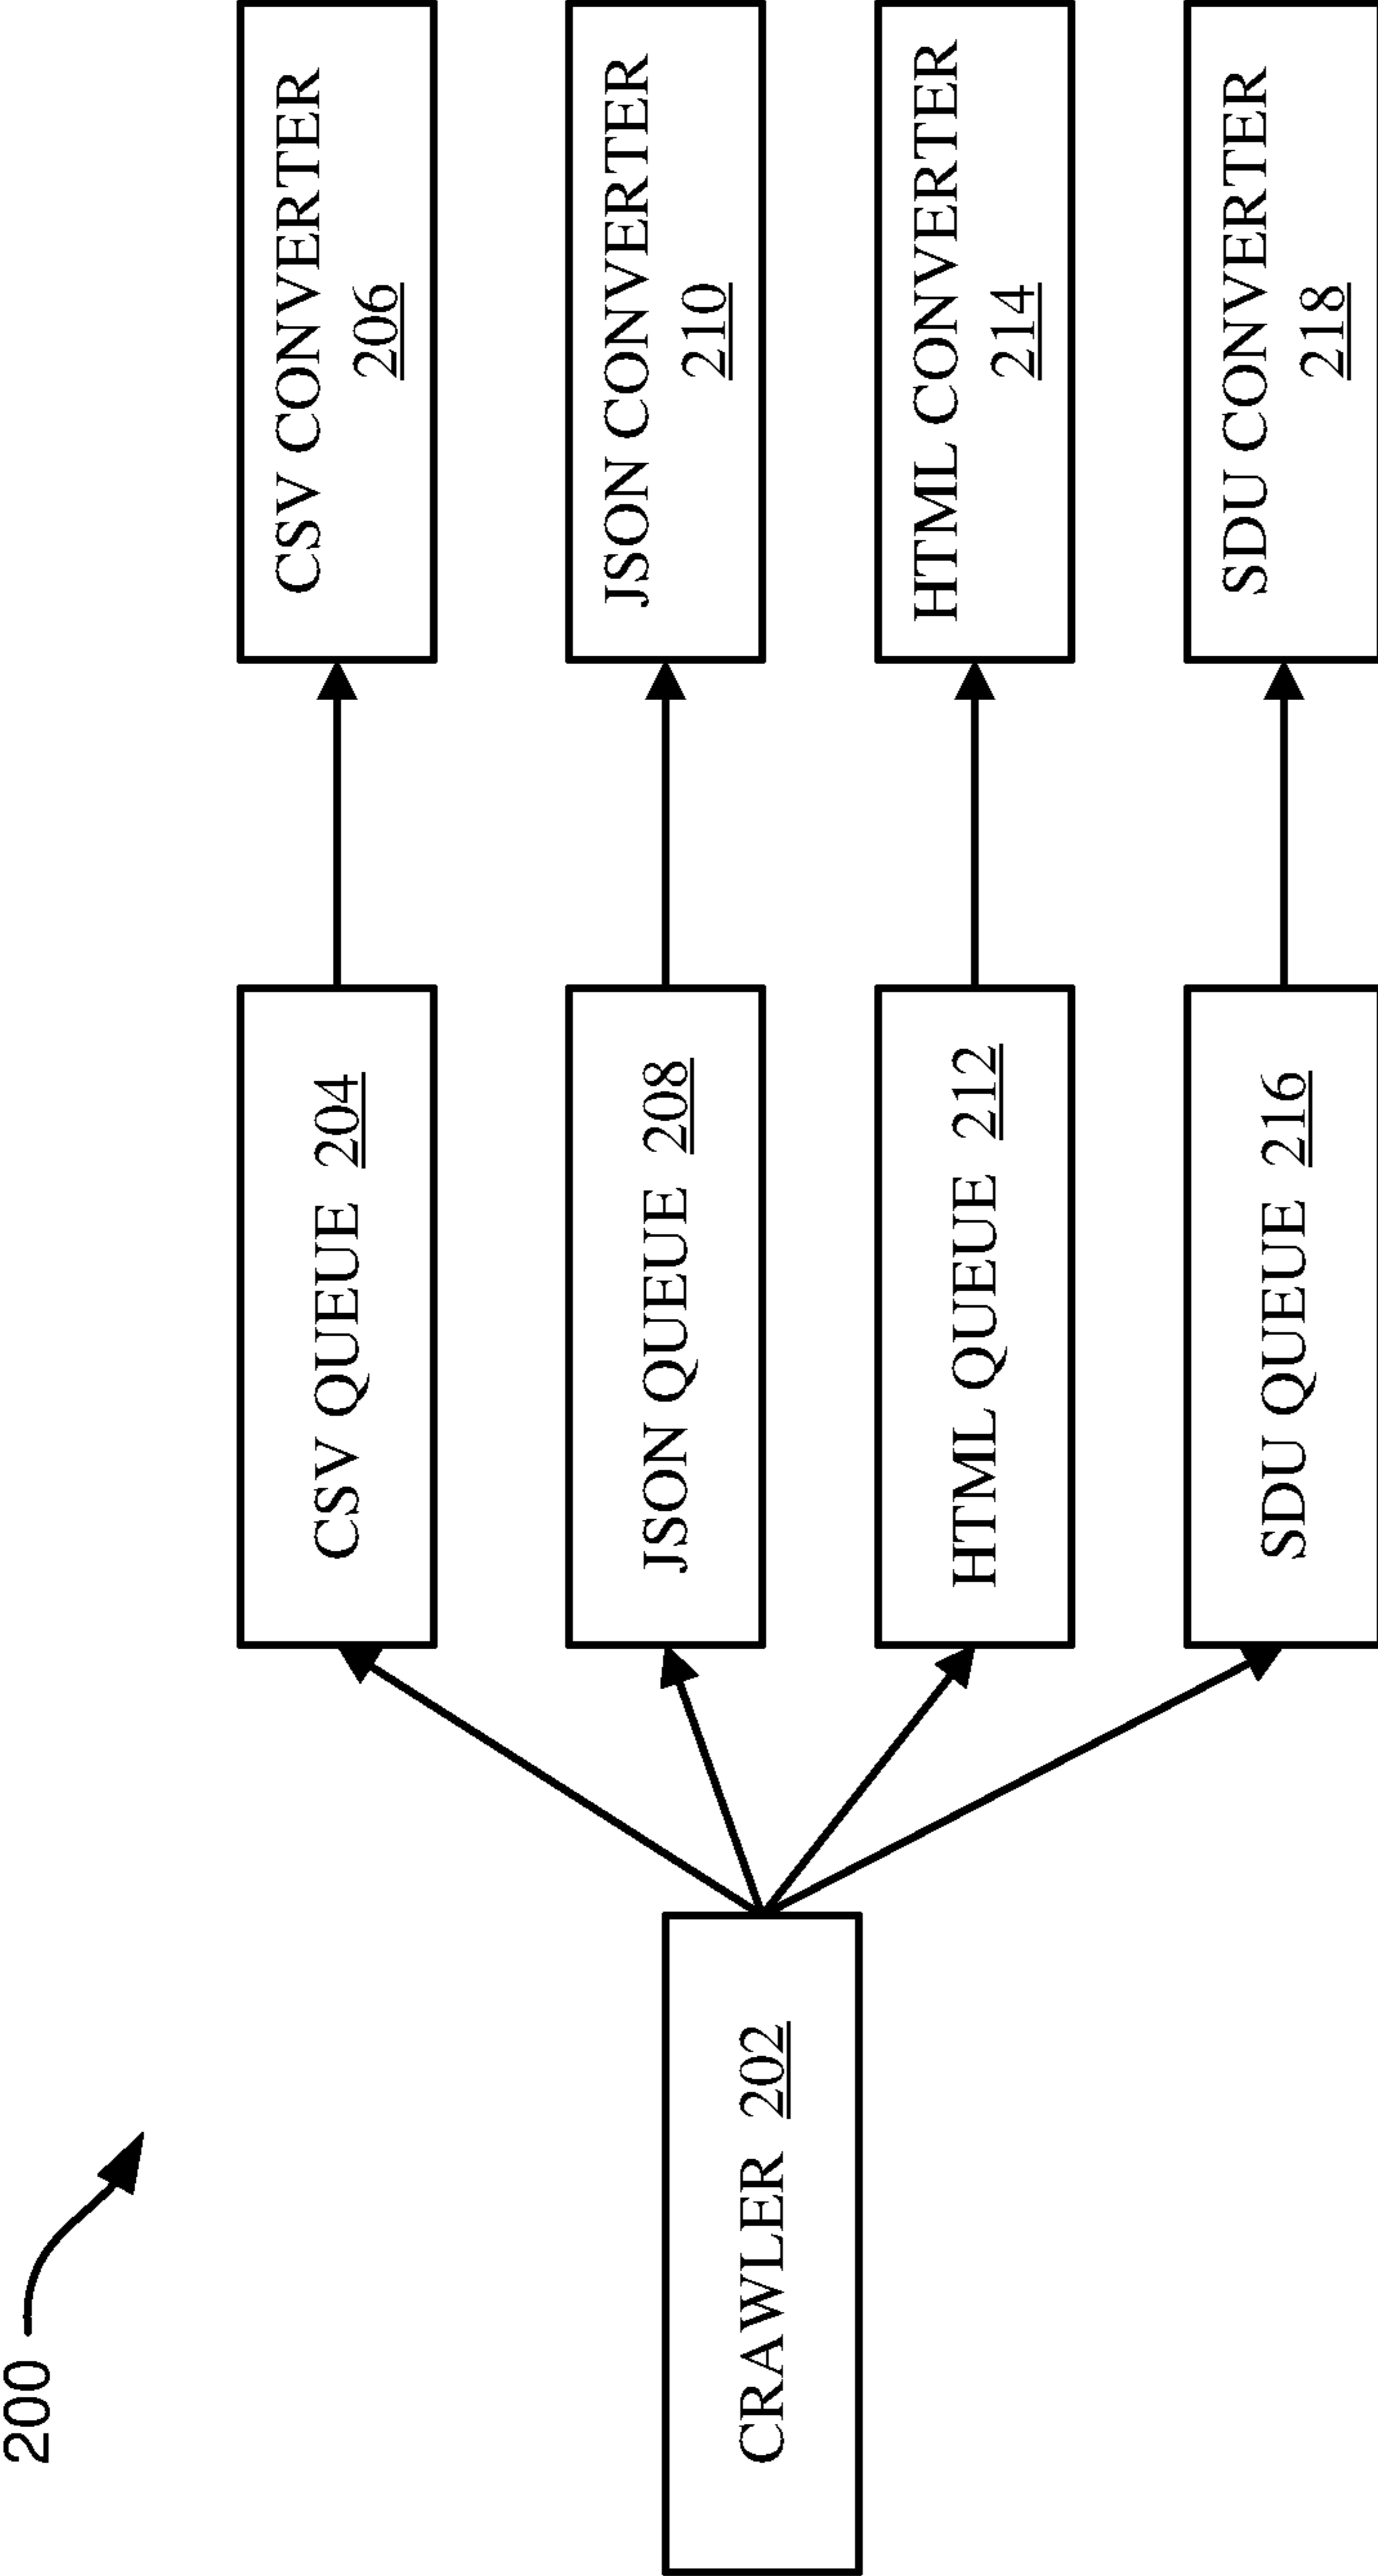 200
CRAWLER 202
CSV QUEUE 204
JSON QUEUE 208
HTML QUEUE 212
SDU QUEUE 216
CSV CONVERTER
206
JSON CONVERTER
210
HTML CONVERTER
214
SDU CONVERTER
218